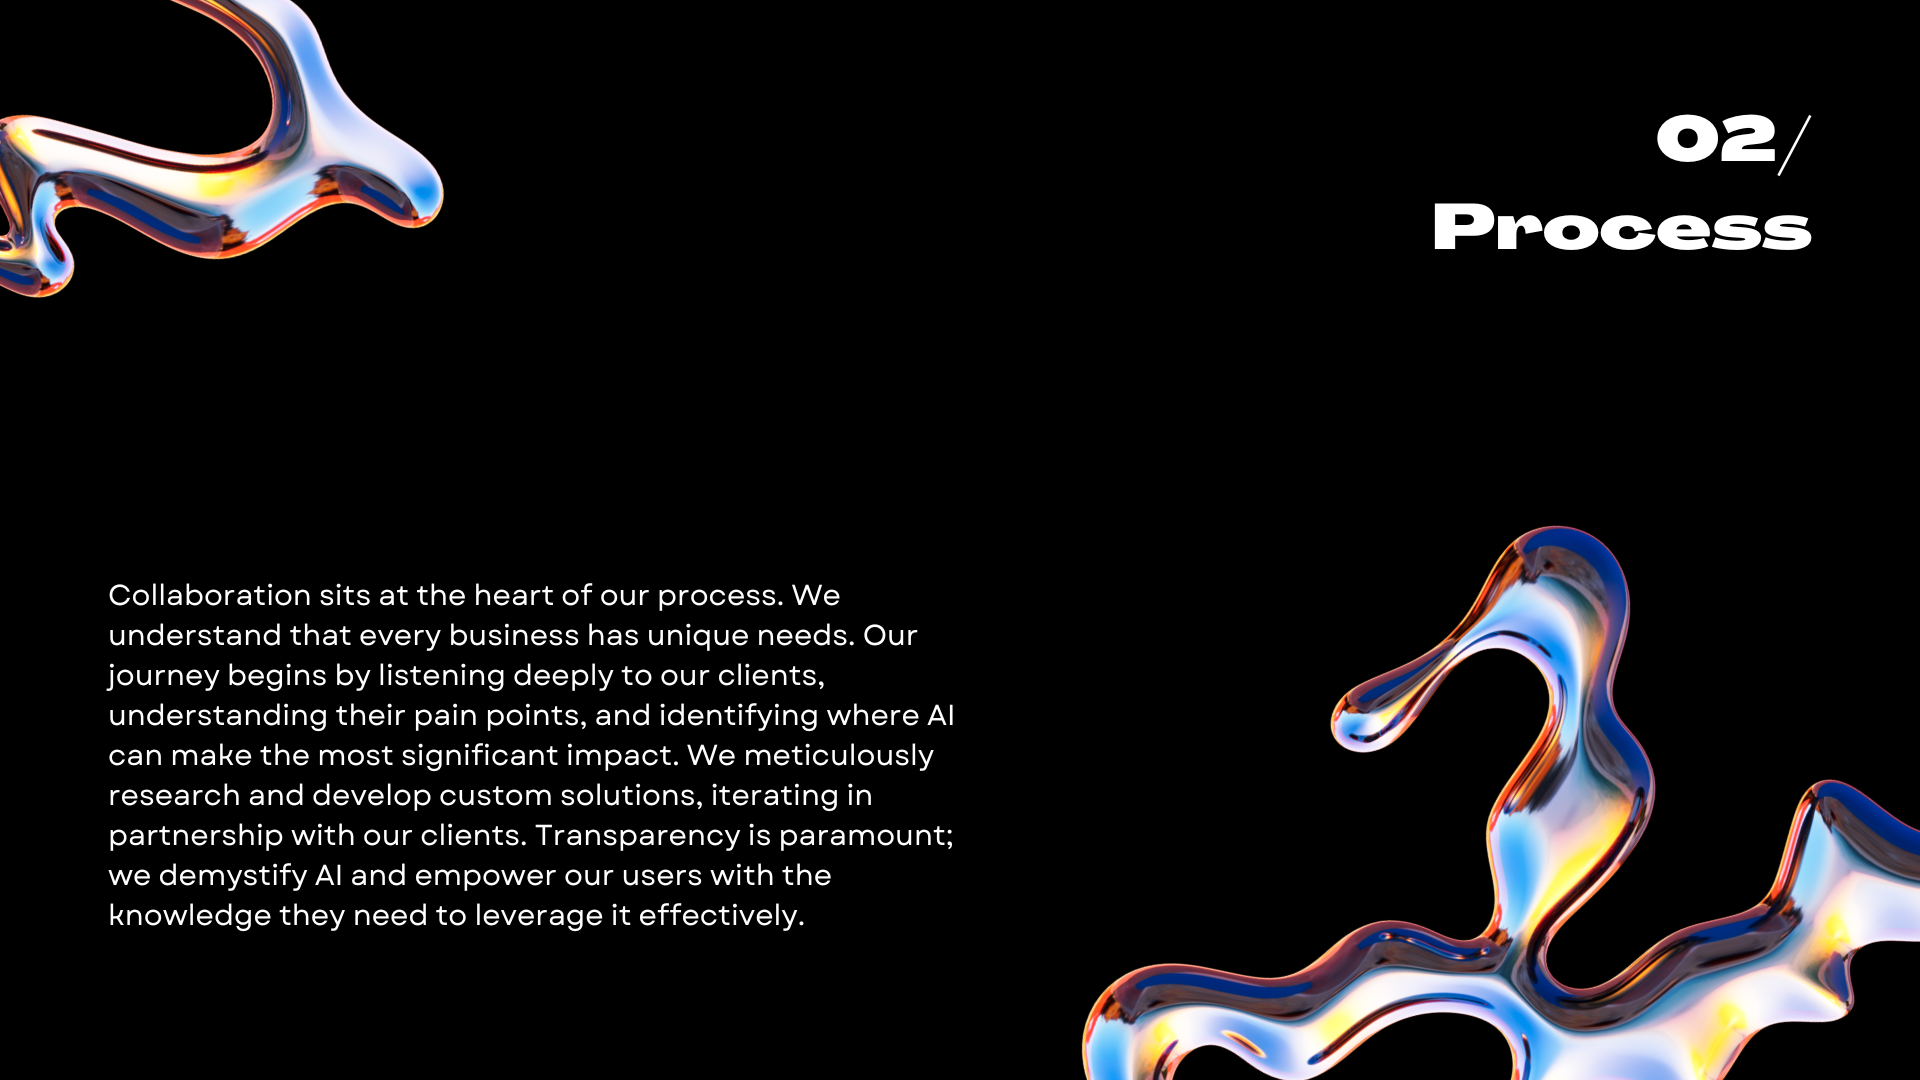 02/
Process
Collaboration sits at the heart of our process. We
understand that every business has unique needs. Our
journey begins by listening deeply to our clients,
understanding their pain points, and identifying where AI
can make the most significant impact. We meticulously
research and develop custom solutions, iterating in
partnership with our clients. Transparency is paramount;
we demystify AI and empower our users with the
knowledge they need to leverage it effectively.